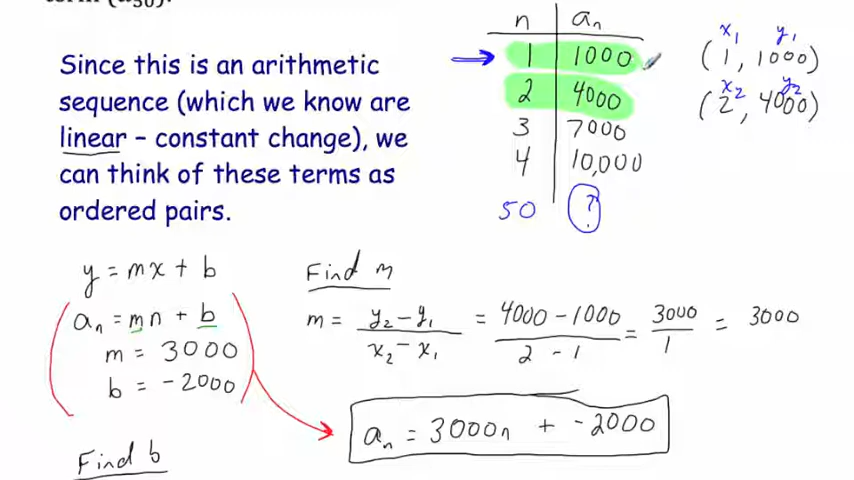 term (a50).
n an
1 1000
2 4000
3 7000
4 10,000
50 ?
x1 y1
(1, 1000)
x2 y2
(2, 4000)
Since this is an arithmetic
sequence (which we know are
linear – constant change), we
can think of these terms as
ordered pairs.
y = mx + b
an = mn + b
m = 3000
b = -2000
Find m
m = y2 - y1 / x2 - x1 = 4000 - 1000 / 2 - 1 = 3000 / 1 = 3000
an = 3000n + -2000
Find b